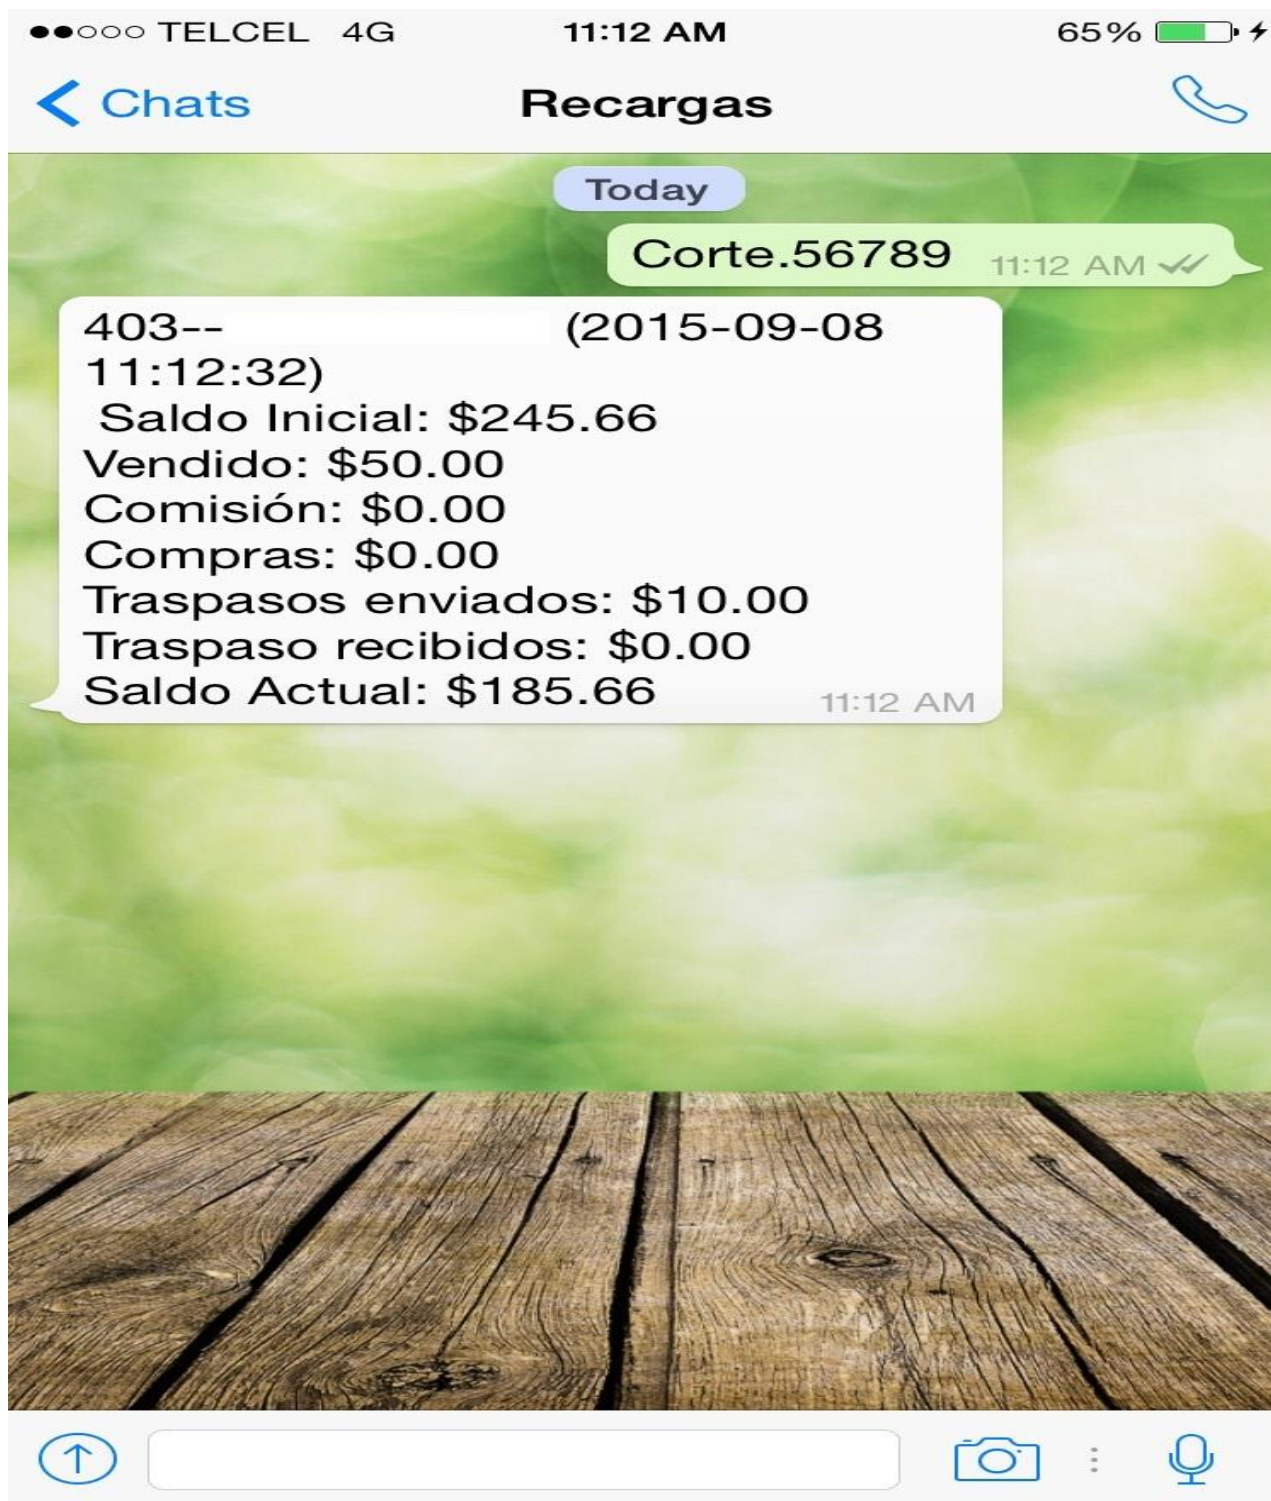 TELCEL 4G 11:12 AM 65%
Chats Recargas
Today
Corte.56789 11:12 AM
403-- (2015-09-08
11:12:32)
Saldo Inicial: $245.66
Vendido: $50.00
Comisión: $0.00
Compras: $0.00
Traspasos enviados: $10.00
Traspaso recibidos: $0.00
Saldo Actual: $185.66 11:12 AM